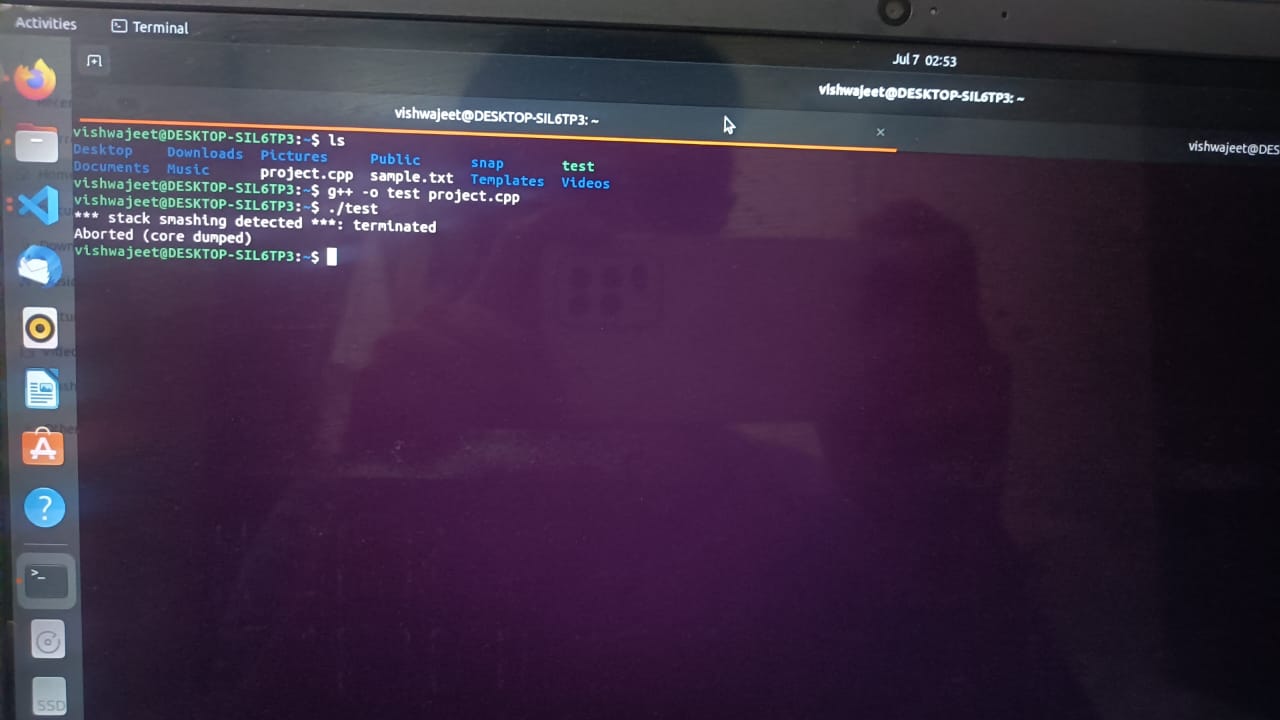 Activities
Terminal
Jul 7 02:53
vishwajeet@DESKTOP-SIL6TP3: ~
vishwajeet@DESKTOP-SIL6TP3: ~
vishwajeet@DES
vishwajeet@DESKTOP-SIL6TP3:~$ ls
Desktop Downloads Pictures Public snap test
Documents Music project.cpp sample.txt Templates Videos
vishwajeet@DESKTOP-SIL6TP3:~$ g++ -o test project.cpp
vishwajeet@DESKTOP-SIL6TP3:~$ ./test
*** stack smashing detected ***: terminated
Aborted (core dumped)
vishwajeet@DESKTOP-SIL6TP3:~$
SSD